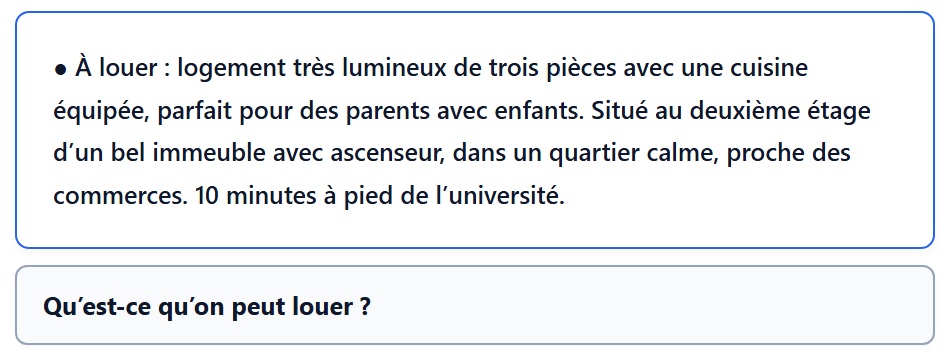 ● À louer : logement très lumineux de trois pièces avec une cuisine
équipée, parfait pour des parents avec enfants. Situé au deuxième étage
d’un bel immeuble avec ascenseur, dans un quartier calme, proche des
commerces. 10 minutes à pied de l’université.
Qu’est-ce qu’on peut louer ?